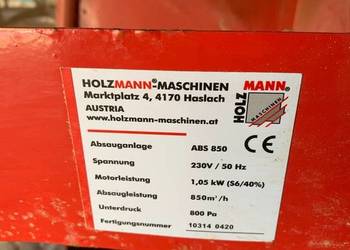 HOLZMANN®-MASCHINEN
Marktplatz 4, 4170 Haslach
AUSTRIA
www.holzmann-maschinen.at
HOLZ
MANN®
MASCHINEN
Absauganlage ABS 850 CE
Spannung 230V / 50 Hz
Motorleistung 1,05 kW (S6/40%)
Absaugleistung 850m³/h
Unterdruck 800 Pa
Fertigungsnummer 10314 0420